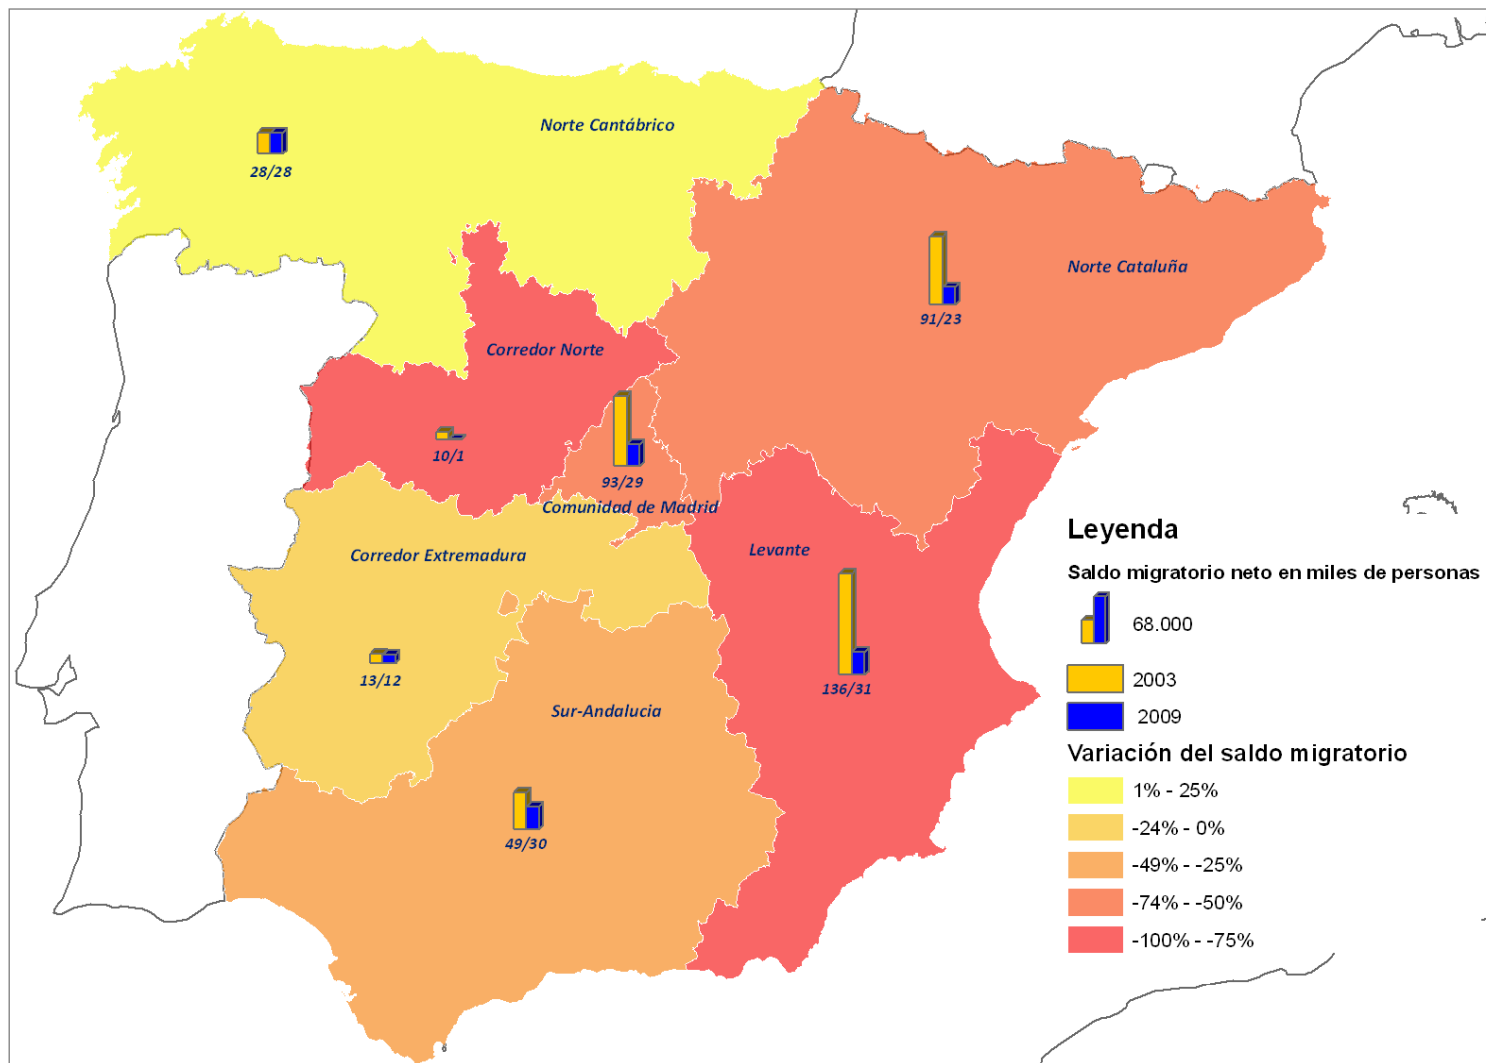 Norte Cantábrico
28/28
Norte Cataluña
91/23
Corredor Norte
10/1
93/29
Comunidad de Madrid
Corredor Extremadura
Levante
13/12
136/31
Sur-Andalucia
49/30
Leyenda
Saldo migratorio neto en miles de personas
68.000
2003
2009
Variación del saldo migratorio
1% - 25%
-24% - 0%
-49% - -25%
-74% - -50%
-100% - -75%